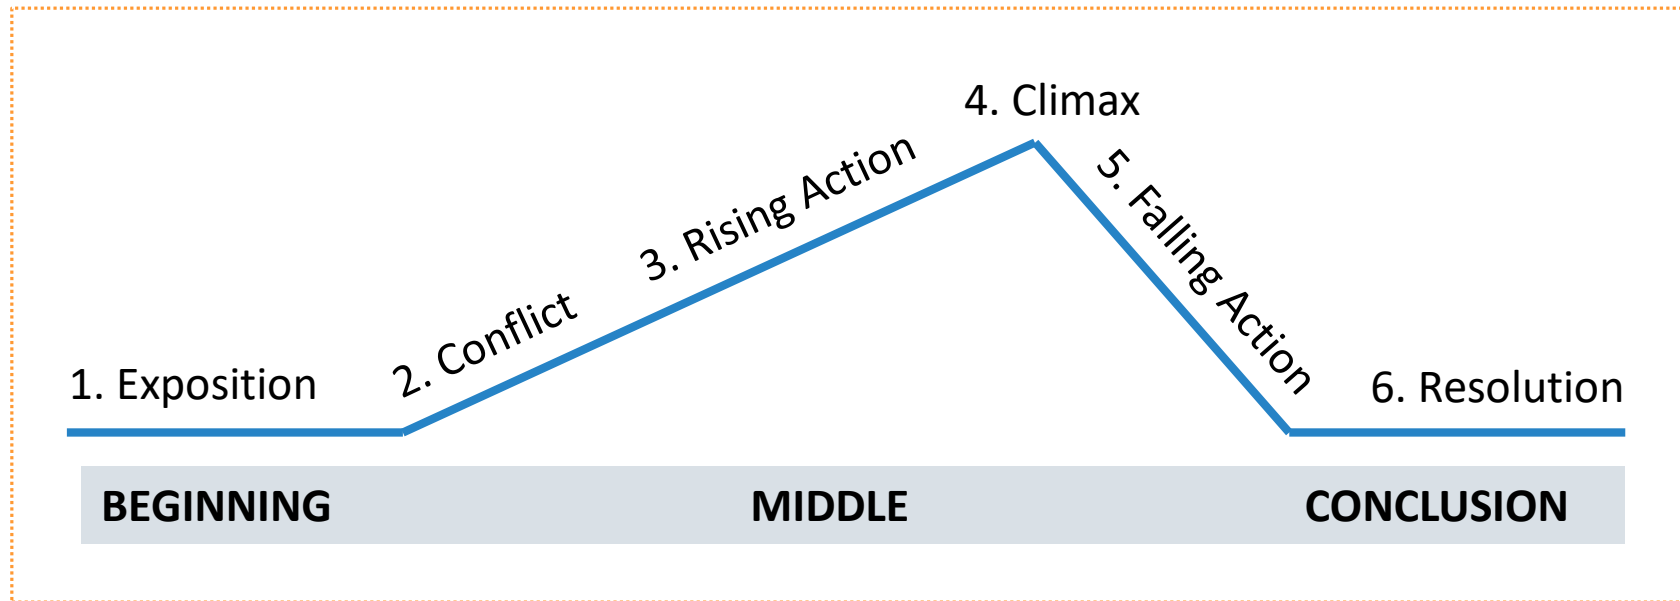 1. Exposition
2. Conflict
3. Rising Action
4. Climax
5. Falling Action
6. Resolution
BEGINNING MIDDLE CONCLUSION